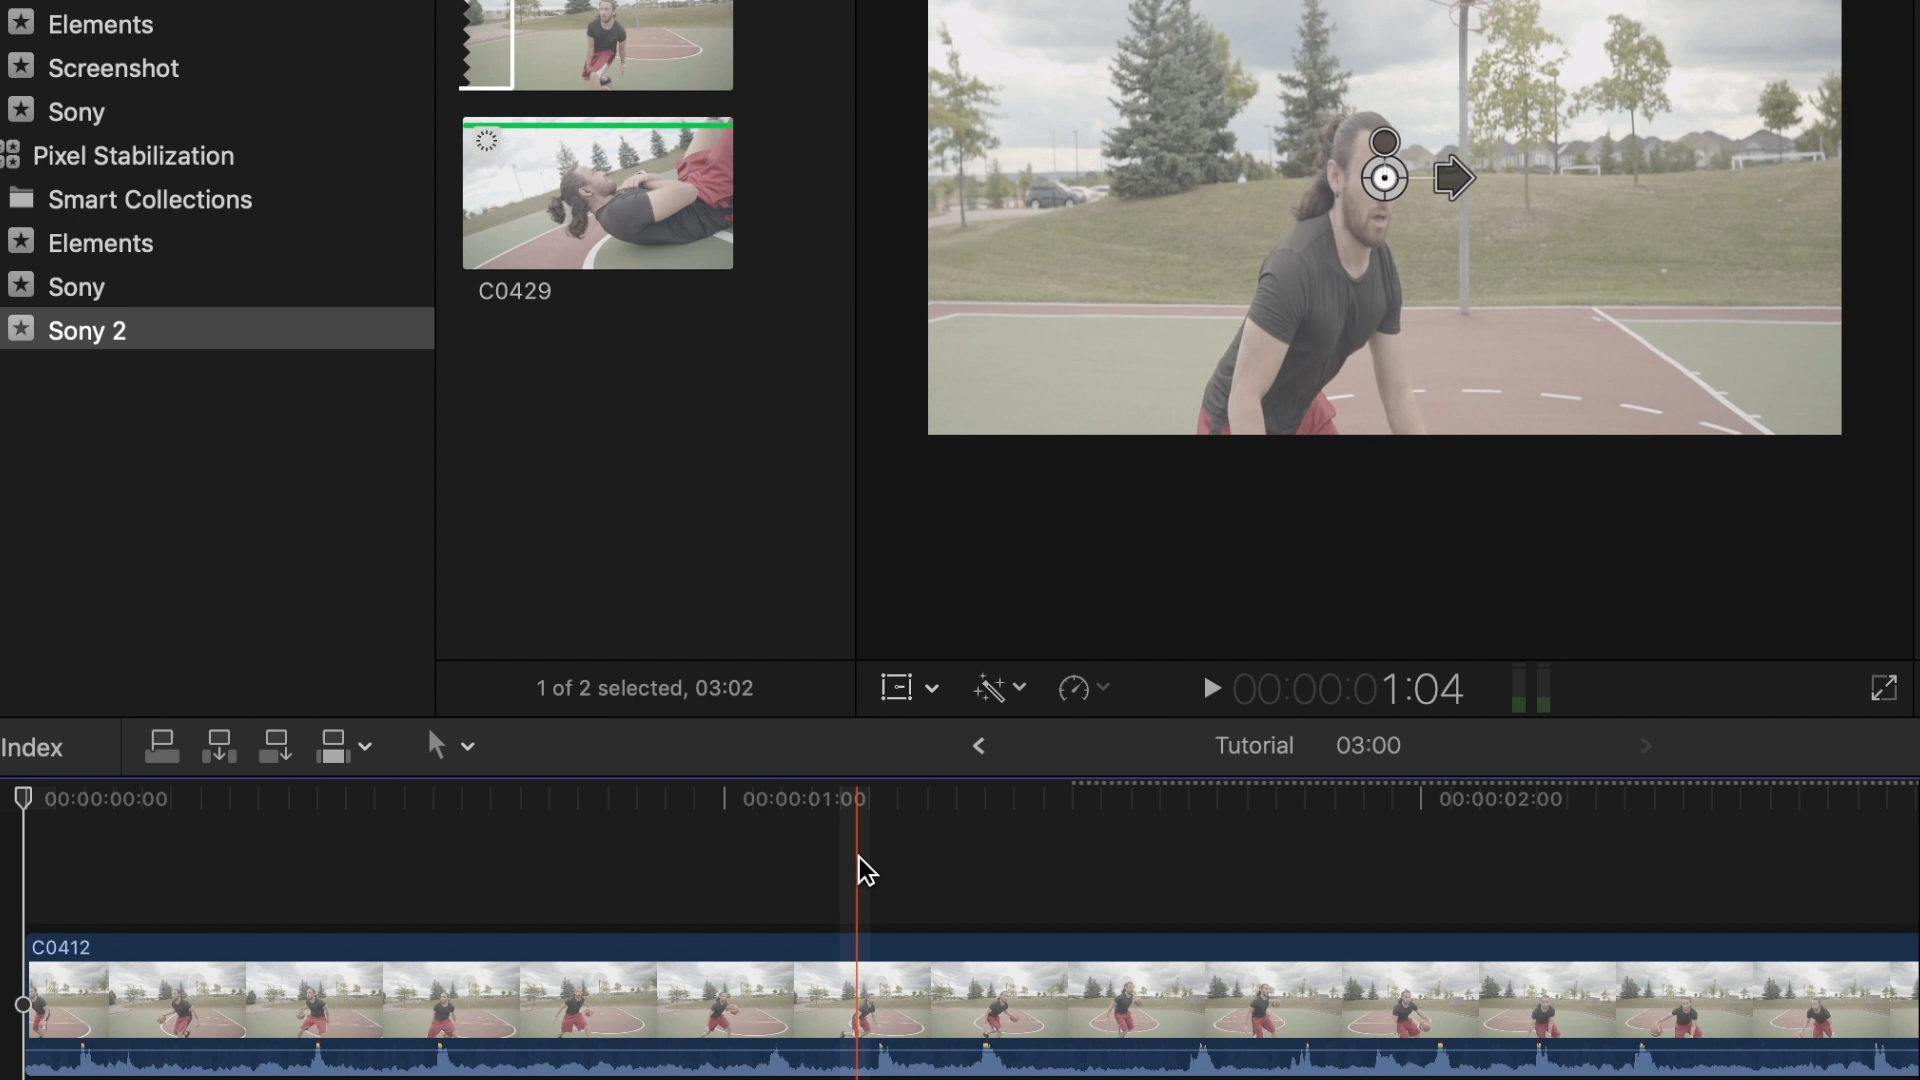 Elements
Screenshot
Sony
Pixel Stabilization
Smart Collections
Elements
Sony
Sony 2
C0429
1 of 2 selected, 03:02
00:00:01:04
Index
Tutorial 03:00
00:00:00:00
00:00:01:00
00:00:02:00
C0412